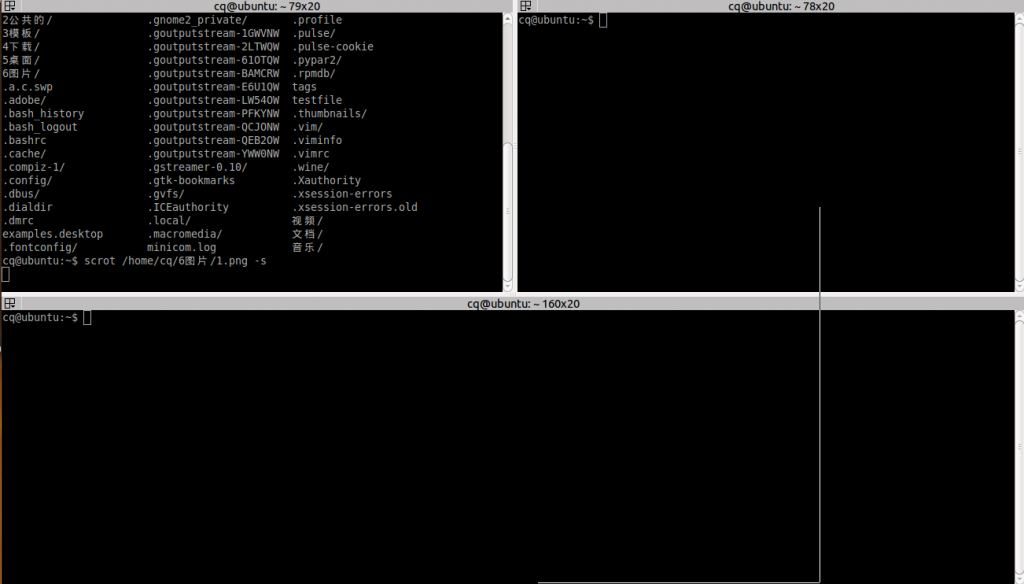 cq@ubuntu: ~ 79x20
2公共的/ .gnome2_private/ .profile
3模板/ .goutputstream-1GWVNW .pulse/
4下载/ .goutputstream-2LTWQW .pulse-cookie
5桌面/ .goutputstream-61OTQW .pypar2/
6图片/ .goutputstream-BAMCRW .rpmdb/
.a.c.swp .goutputstream-E6U1QW tags
.adobe/ .goutputstream-LW54OW testfile
.bash_history .goutputstream-PFKYNW .thumbnails/
.bash_logout .goutputstream-QCJONW .vim/
.bashrc .goutputstream-QEB2OW .viminfo
.cache/ .goutputstream-YWW0NW .vimrc
.compiz-1/ .gstreamer-0.10/ .wine/
.config/ .gtk-bookmarks .Xauthority
.dbus/ .gvfs/ .xsession-errors
.dialdir .ICEauthority .xsession-errors.old
.dmrc .local/ 视频/
examples.desktop .macromedia/ 文档/
.fontconfig/ minicom.log 音乐/
cq@ubuntu:~$ scrot /home/cq/6图片/1.png -s
cq@ubuntu: ~ 78x20
cq@ubuntu:~$
cq@ubuntu: ~ 160x20
cq@ubuntu:~$